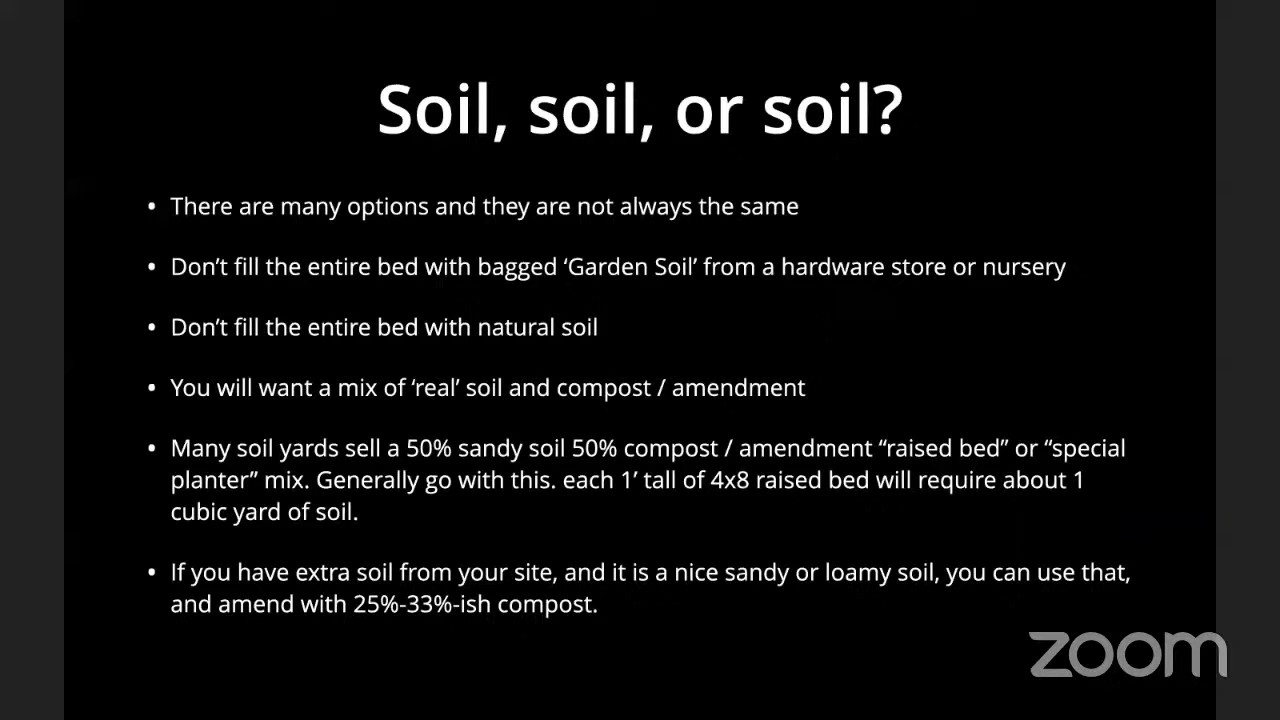 Soil, soil, or soil?
• There are many options and they are not always the same
• Don’t fill the entire bed with bagged ‘Garden Soil’ from a hardware store or nursery
• Don’t fill the entire bed with natural soil
• You will want a mix of ‘real’ soil and compost / amendment
• Many soil yards sell a 50% sandy soil 50% compost / amendment “raised bed” or “special
planter” mix. Generally go with this. each 1’ tall of 4x8 raised bed will require about 1
cubic yard of soil.
• If you have extra soil from your site, and it is a nice sandy or loamy soil, you can use that,
and amend with 25%-33%-ish compost.
zoom